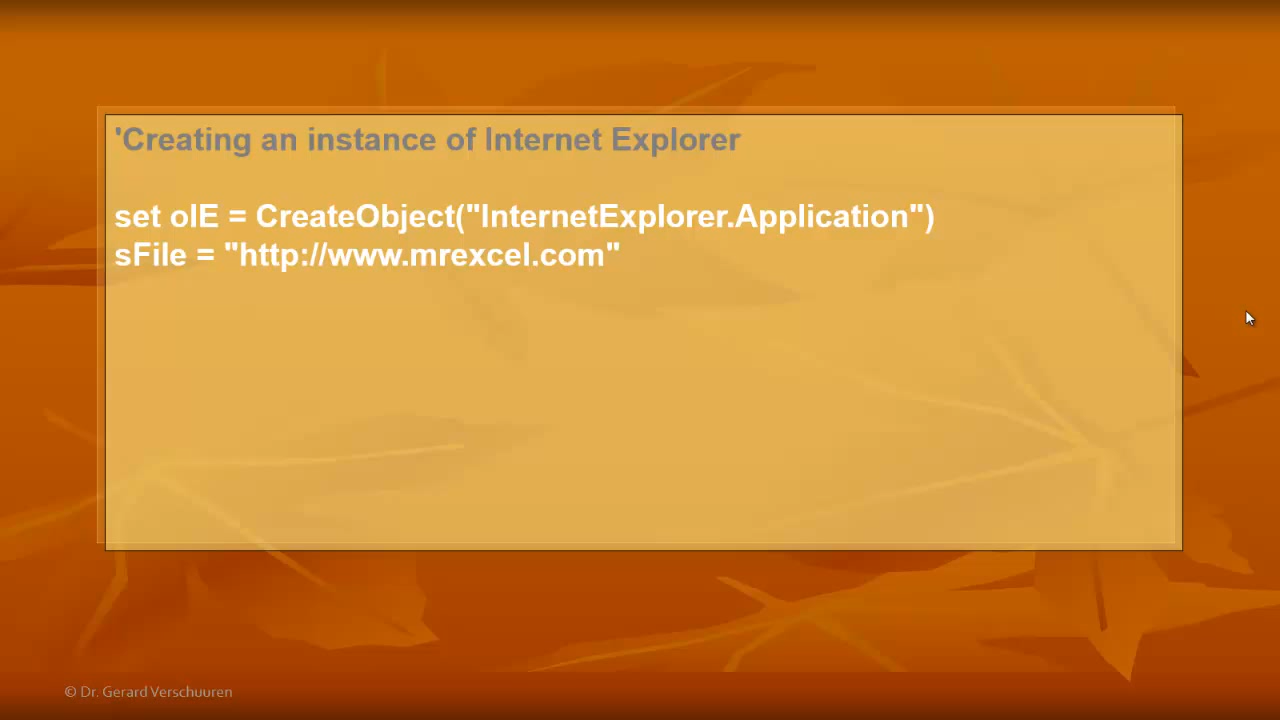 'Creating an instance of Internet Explorer
set oIE = CreateObject("InternetExplorer.Application")
sFile = "http://www.mrexcel.com"
© Dr. Gerard Verschuuren